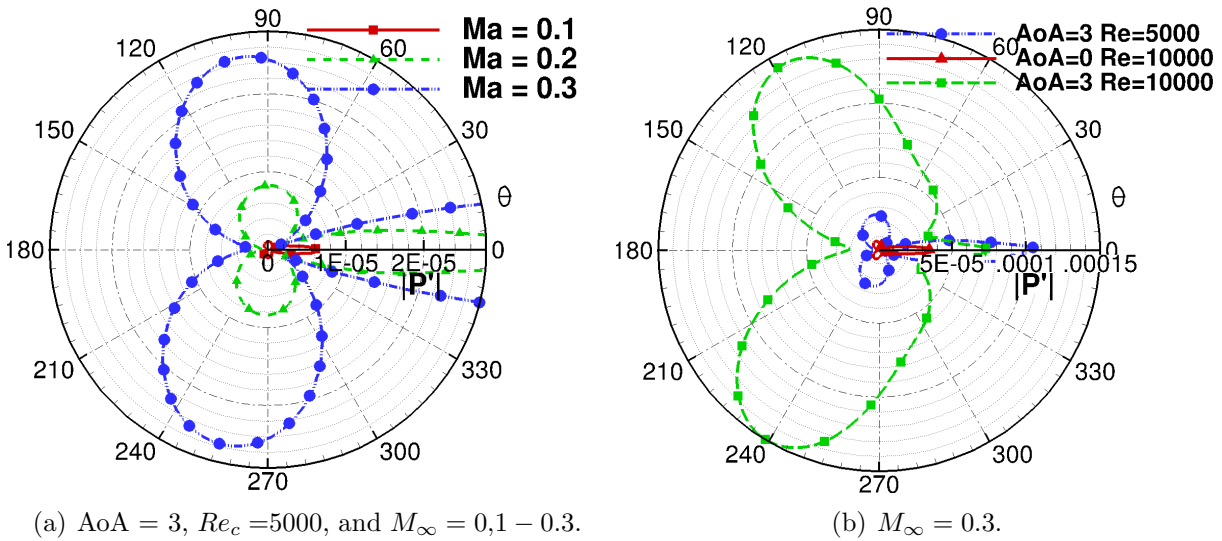 90
120
60
150
30
180
0
210
330
240
300
270
θ
0
1E-05
2E-05
|P'|
Ma = 0.1
Ma = 0.2
Ma = 0.3
(a) AoA = 3, Re_c =5000, and M_∞ = 0,1 − 0.3.
90
120
60
150
30
180
0
210
330
240
300
270
θ
5E-05
.0001
.00015
|P'|
AoA=3 Re=5000
AoA=0 Re=10000
AoA=3 Re=10000
(b) M_∞ = 0.3.